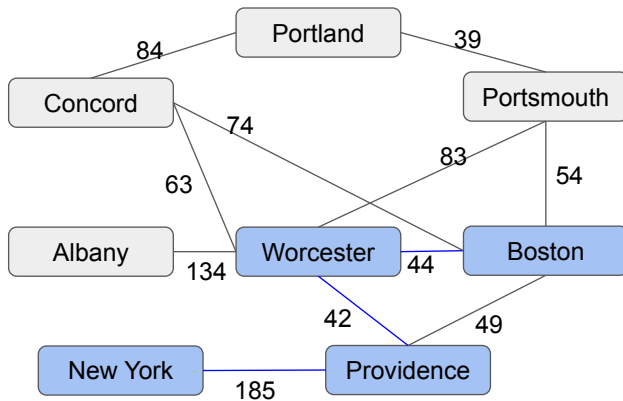 Portland
84
39
Concord
Portsmouth
74
83
63
54
Albany
Worcester
Boston
134
44
42
49
New York
Providence
185